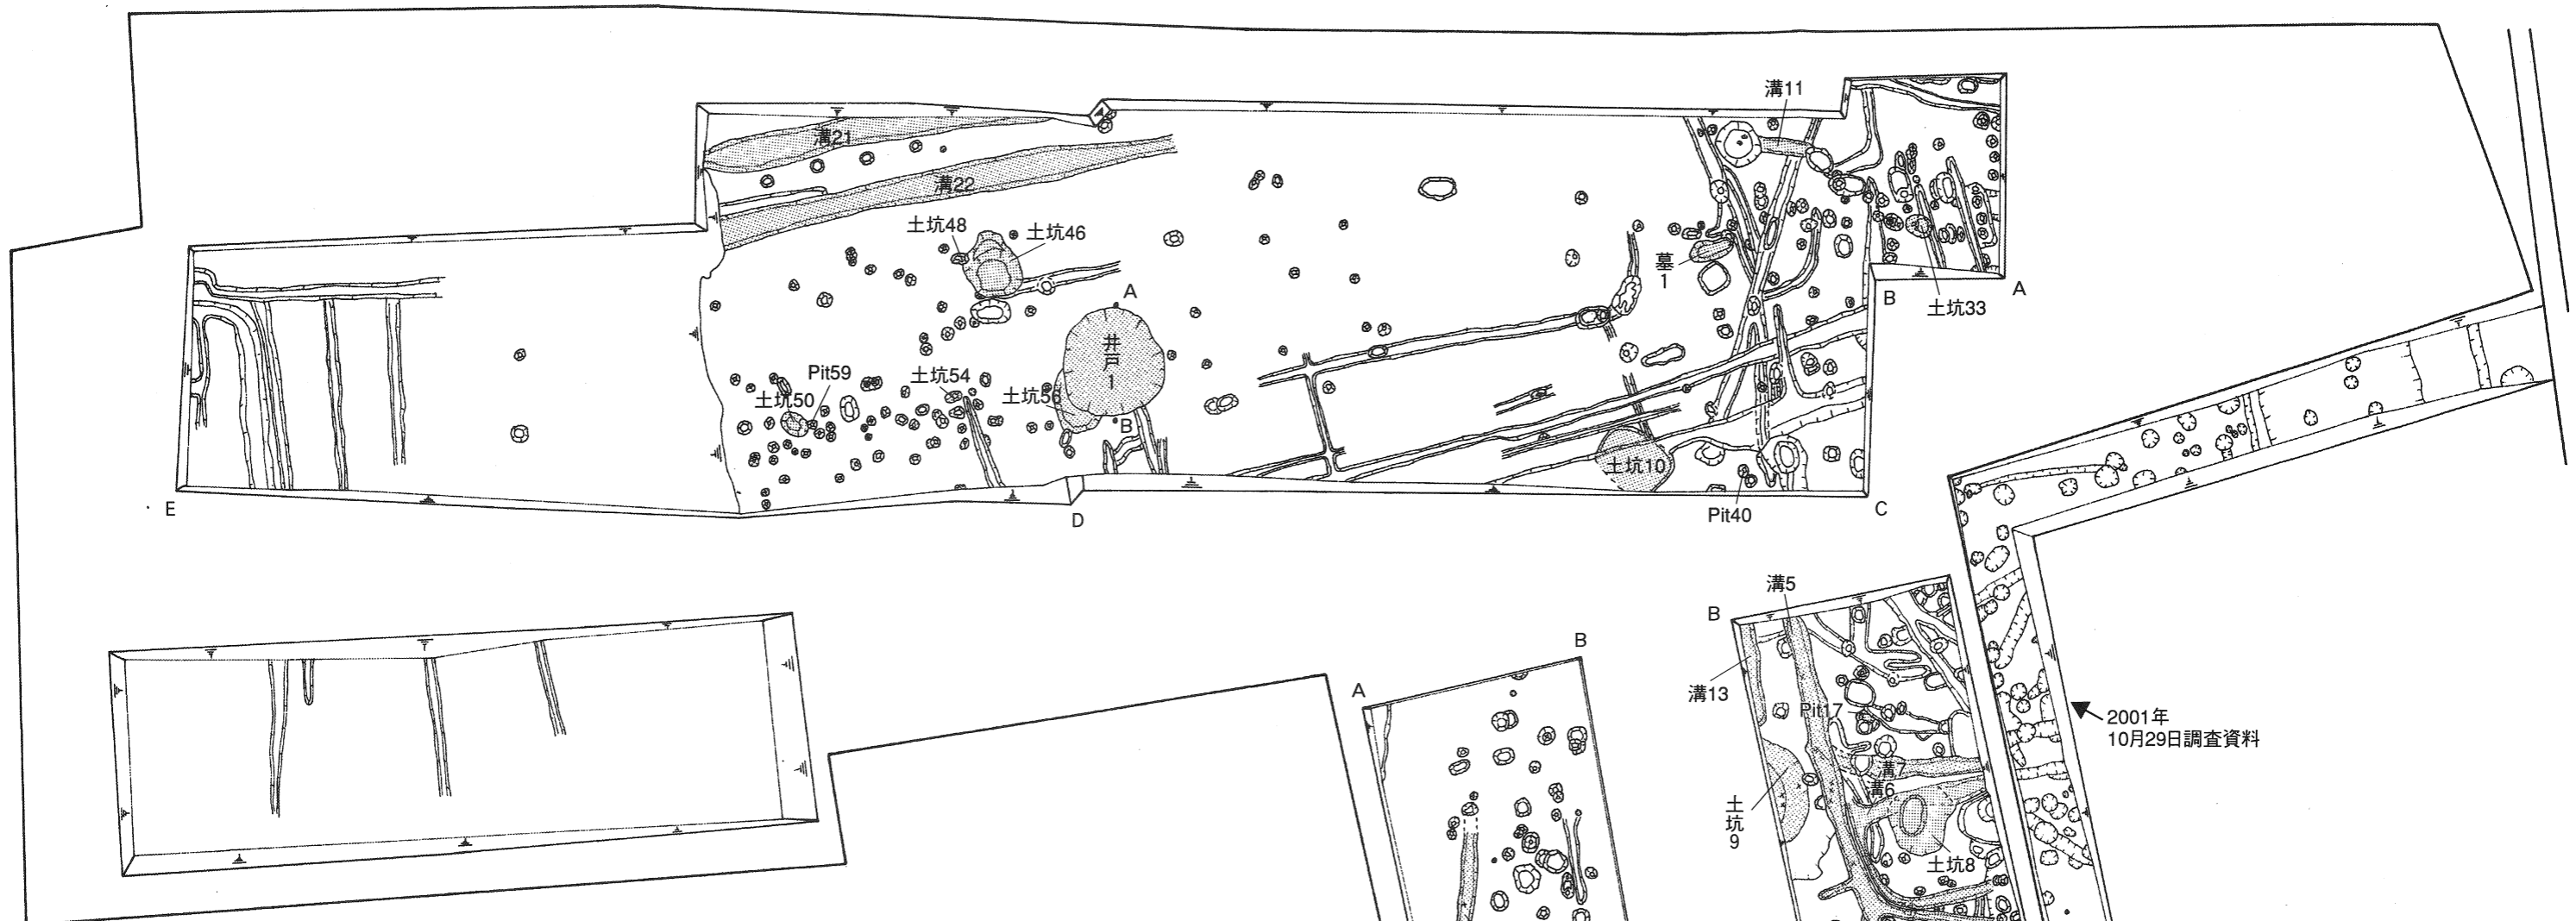 溝11
溝21
溝22
土坑48
土坑46
墓1
A
B
A
土坑33
井戸1
Pit59
土坑54
土坑50
土坑56
B
土坑10
E
D
Pit40
C
溝5
B
B
A
溝13
Pit17
2001年
10月29日調査資料
溝7
溝6
土坑9
土坑8